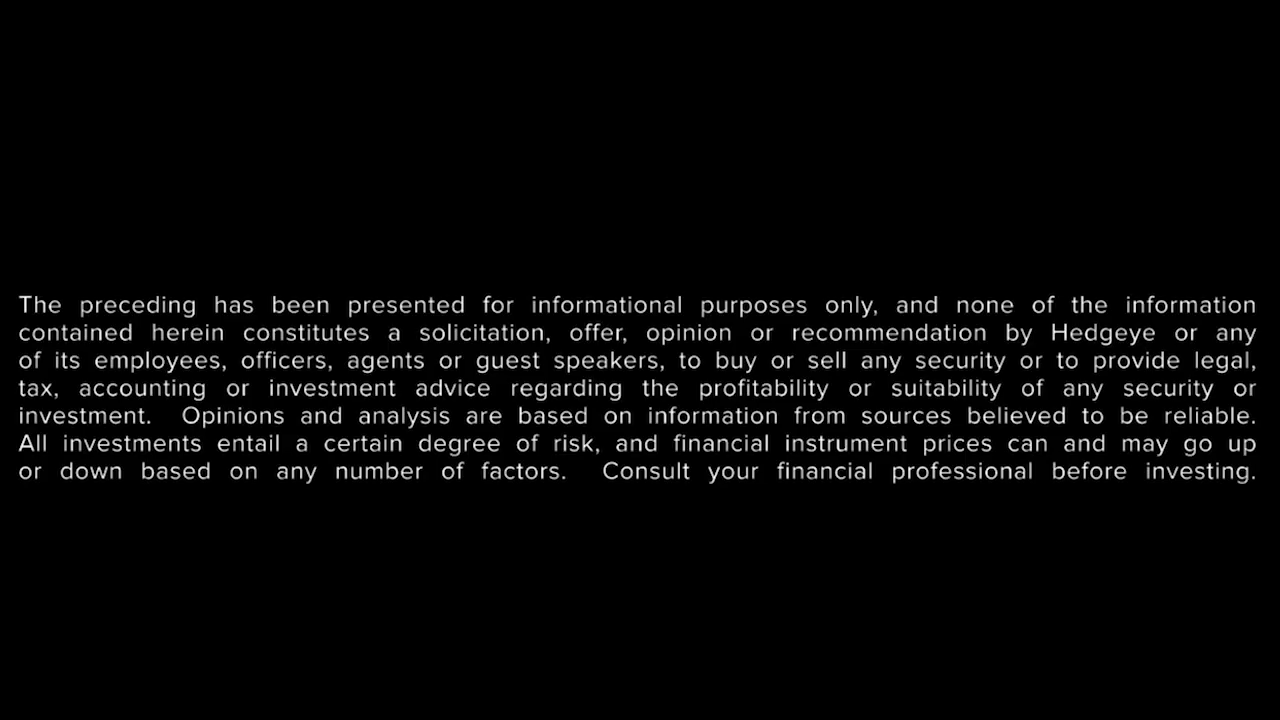 The preceding has been presented for informational purposes only, and none of the information
contained herein constitutes a solicitation, offer, opinion or recommendation by Hedgeye or any
of its employees, officers, agents or guest speakers, to buy or sell any security or to provide legal,
tax, accounting or investment advice regarding the profitability or suitability of any security or
investment.  Opinions and analysis are based on information from sources believed to be reliable.
All investments entail a certain degree of risk, and financial instrument prices can and may go up
or down based on any number of factors.  Consult your financial professional before investing.